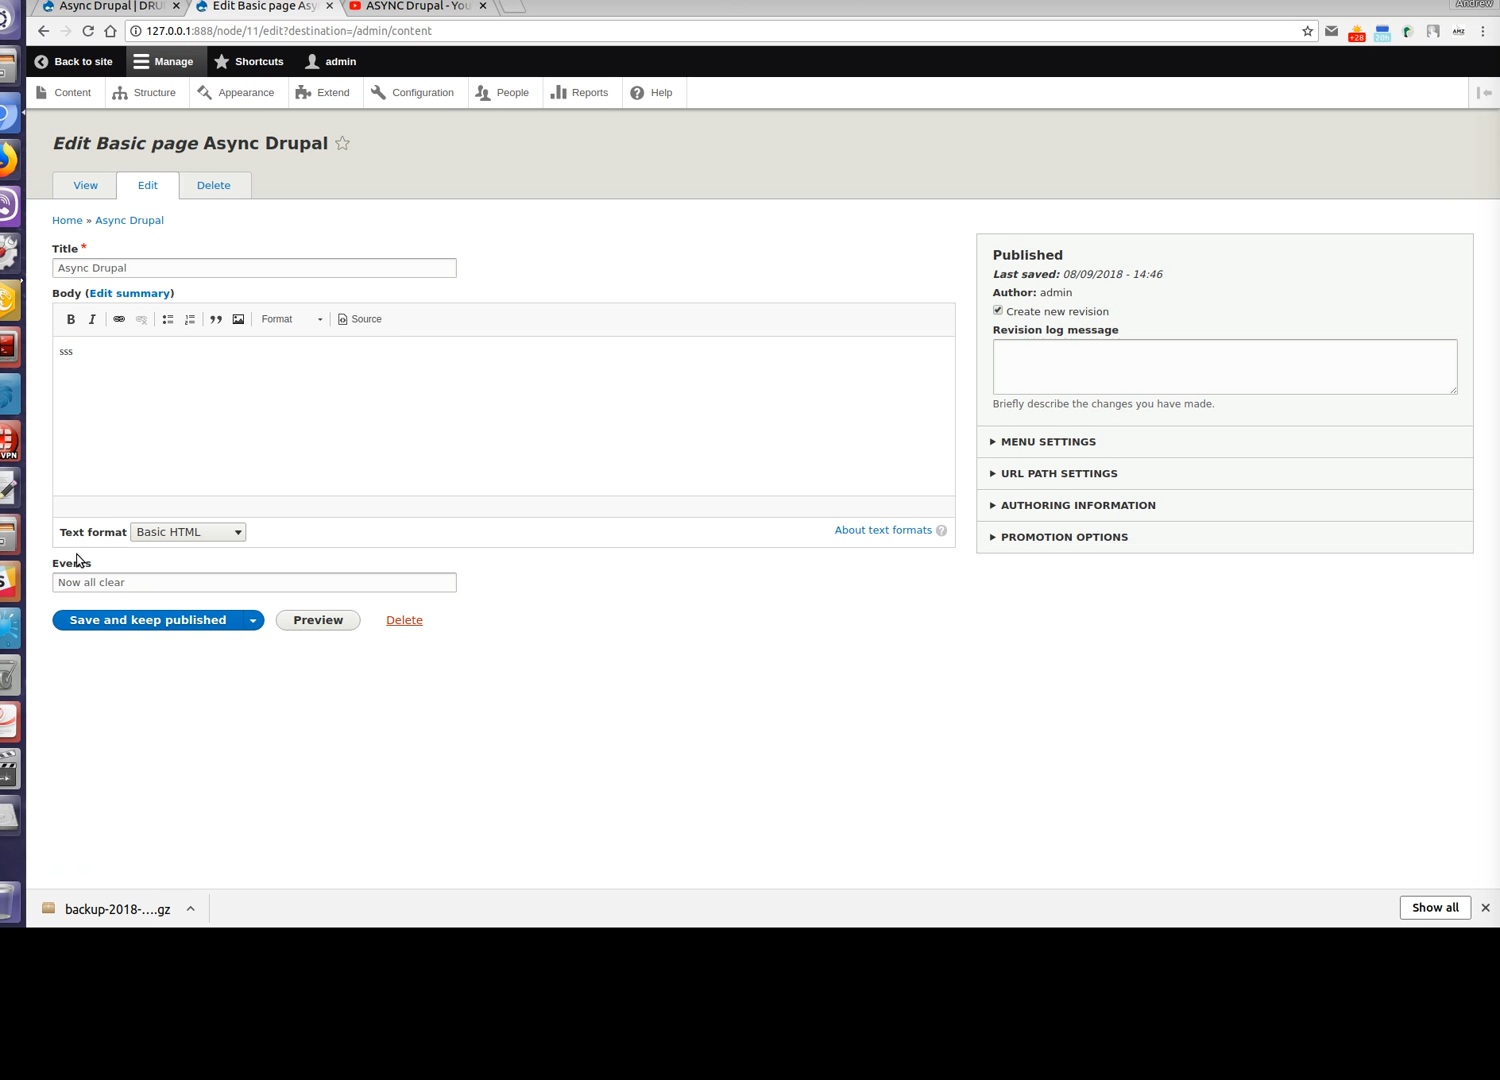 Andrew
Async Drupal | DRU
Edit Basic page Asy
ASYNC Drupal - You
127.0.0.1:888/node/11/edit?destination=/admin/content
+28
AMZ
Back to site
Manage
Shortcuts
admin
Content
Structure
Appearance
Extend
Configuration
People
Reports
Help
Edit Basic page Async Drupal
View
Edit
Delete
Home » Async Drupal
Title *
Async Drupal
Body (Edit summary)
B I
Format
Source
sss
Text format Basic HTML
About text formats ?
Events
Now all clear
Save and keep published
Preview
Delete
Published
Last saved: 08/09/2018 - 14:46
Author: admin
Create new revision
Revision log message
Briefly describe the changes you have made.
MENU SETTINGS
URL PATH SETTINGS
AUTHORING INFORMATION
PROMOTION OPTIONS
VPN
backup-2018-....gz
Show all